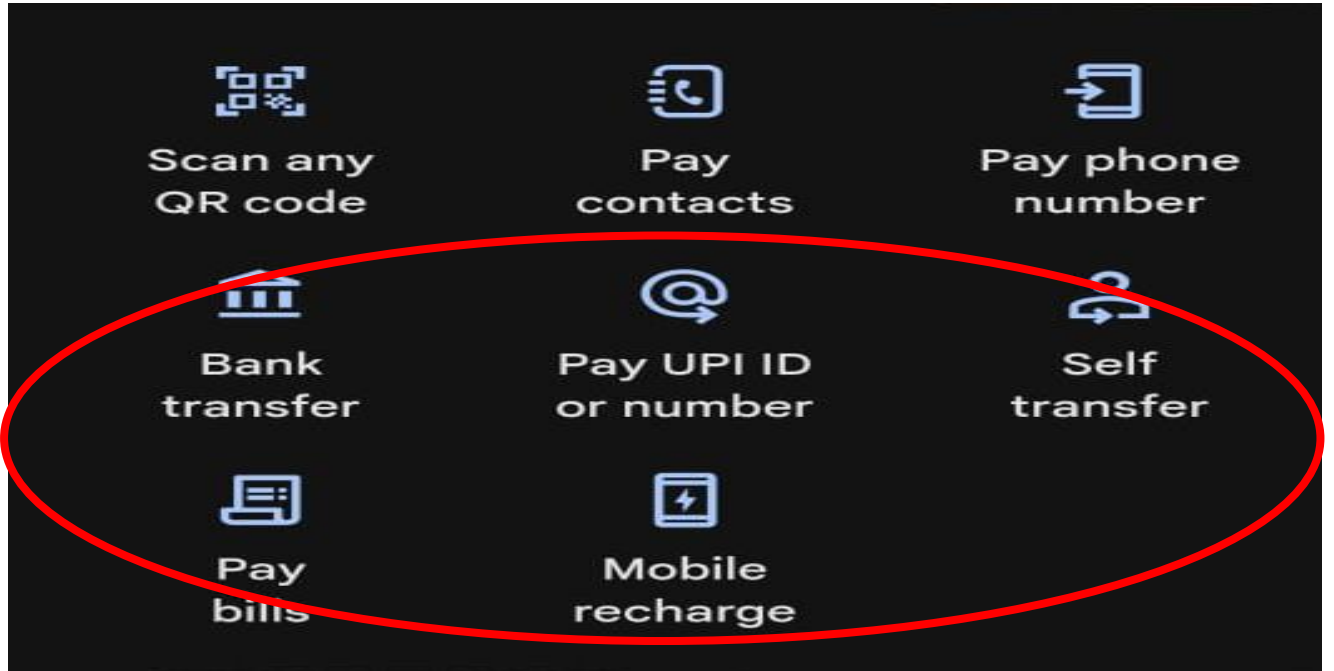 Scan any
QR code
Pay
contacts
Pay phone
number
Bank
transfer
Pay UPI ID
or number
Self
transfer
Pay
bills
Mobile
recharge